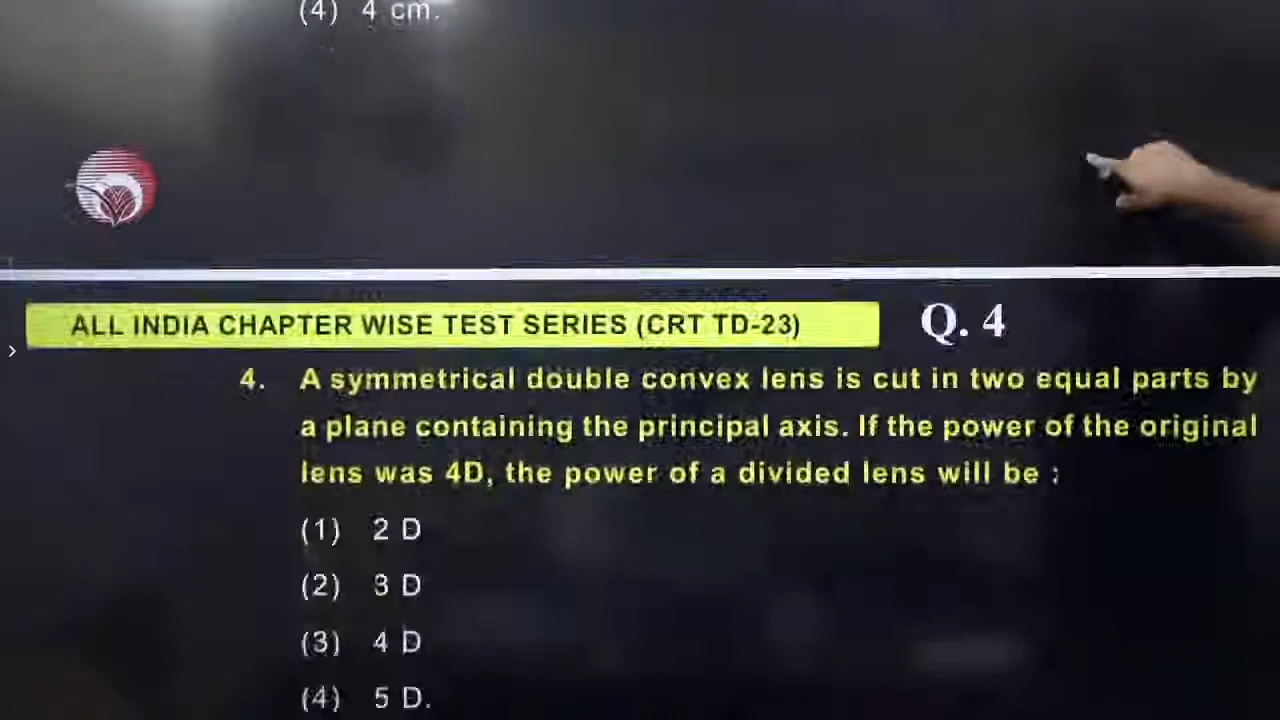 (4) 4 cm.
ALL INDIA CHAPTER WISE TEST SERIES (CRT TD-23) Q. 4
4. A symmetrical double convex lens is cut in two equal parts by
a plane containing the principal axis. If the power of the original
lens was 4D, the power of a divided lens will be :
(1) 2 D
(2) 3 D
(3) 4 D
(4) 5 D.